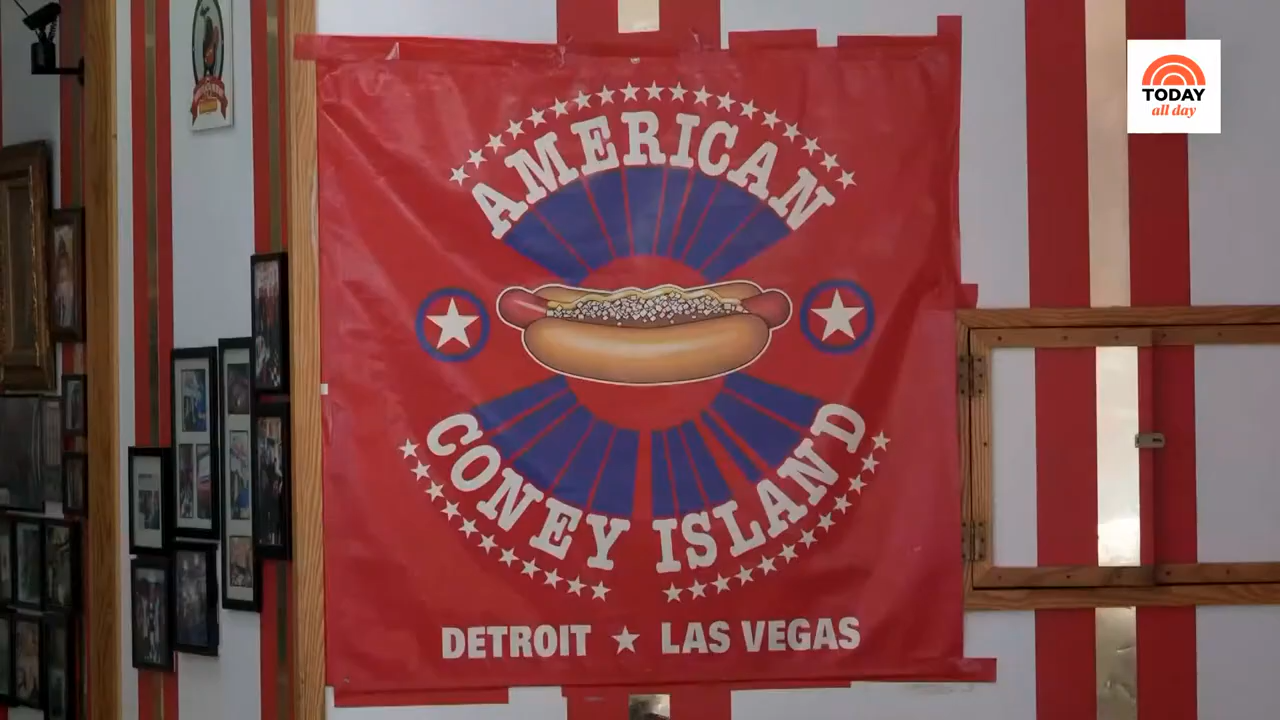 TODAY
all day
AMERICAN
CONEY ISLAND
DETROIT ★ LAS VEGAS